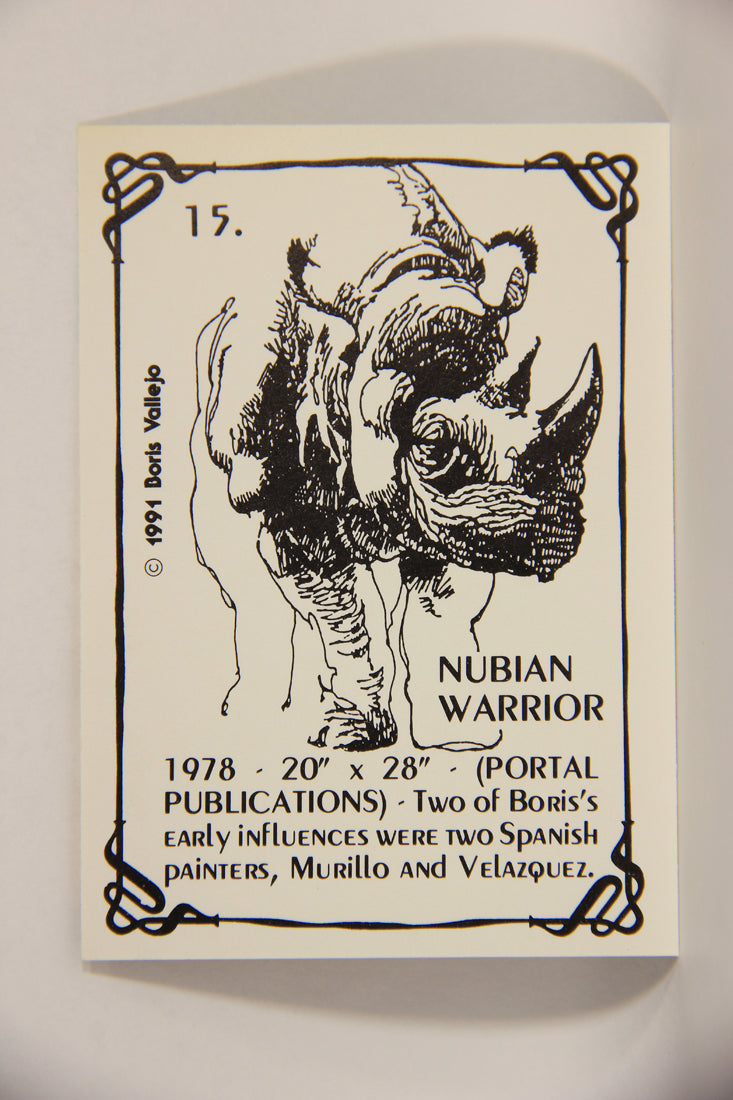 15.
© 1991 Boris Vallejo
NUBIAN
WARRIOR
1978 - 20" x 28" - (PORTAL
PUBLICATIONS) - Two of Boris's
early influences were two Spanish
painters, Murillo and Velazquez.